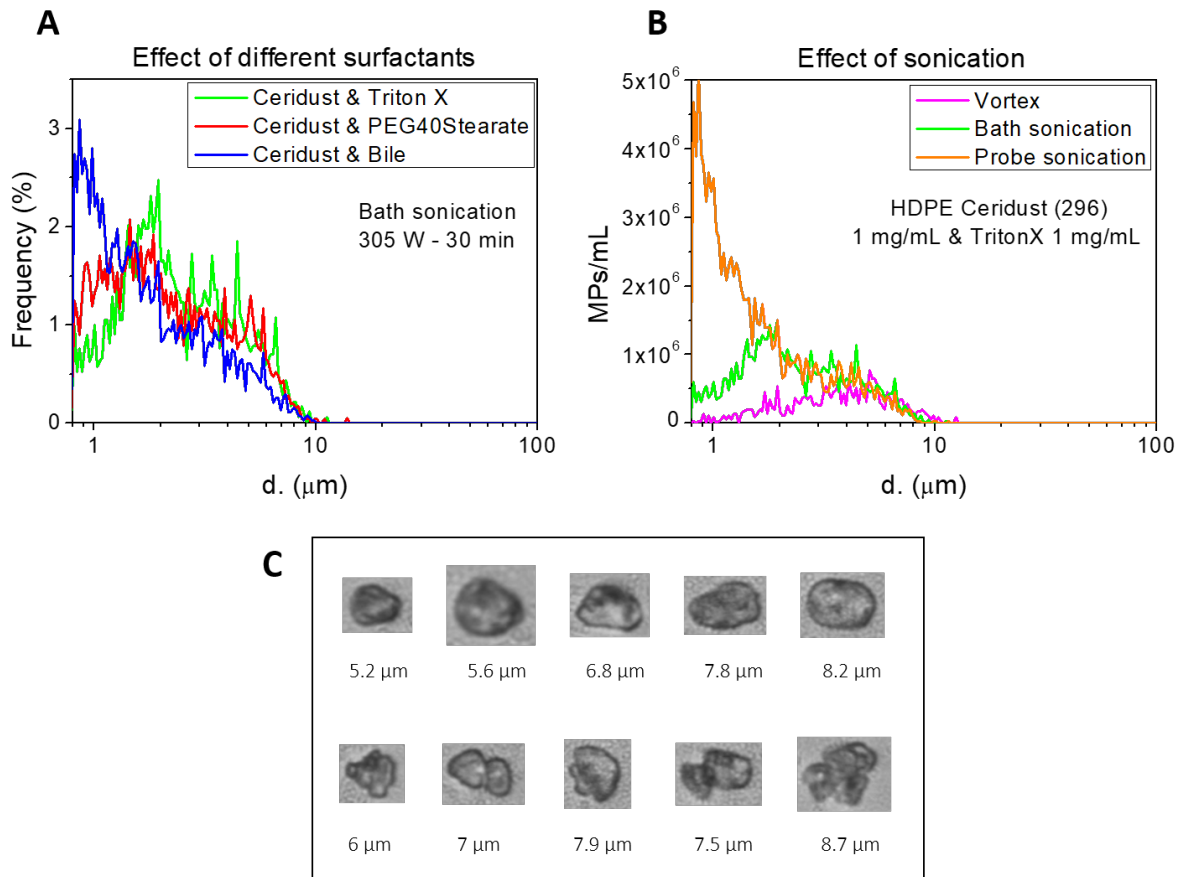 A
Effect of different surfactants
Ceridust & Triton X
Ceridust & PEG40Stearate
Ceridust & Bile
Bath sonication
305 W - 30 min
Frequency (%)
3
2
1
0
1
10
100
d. (μm)
B
Effect of sonication
Vortex
Bath sonication
Probe sonication
HDPE Ceridust (296)
1 mg/mL & TritonX 1 mg/mL
MPs/mL
5x10⁶
4x10⁶
3x10⁶
2x10⁶
1x10⁶
0
1
10
100
d. (μm)
C
5.2 μm
5.6 μm
6.8 μm
7.8 μm
8.2 μm
6 μm
7 μm
7.9 μm
7.5 μm
8.7 μm